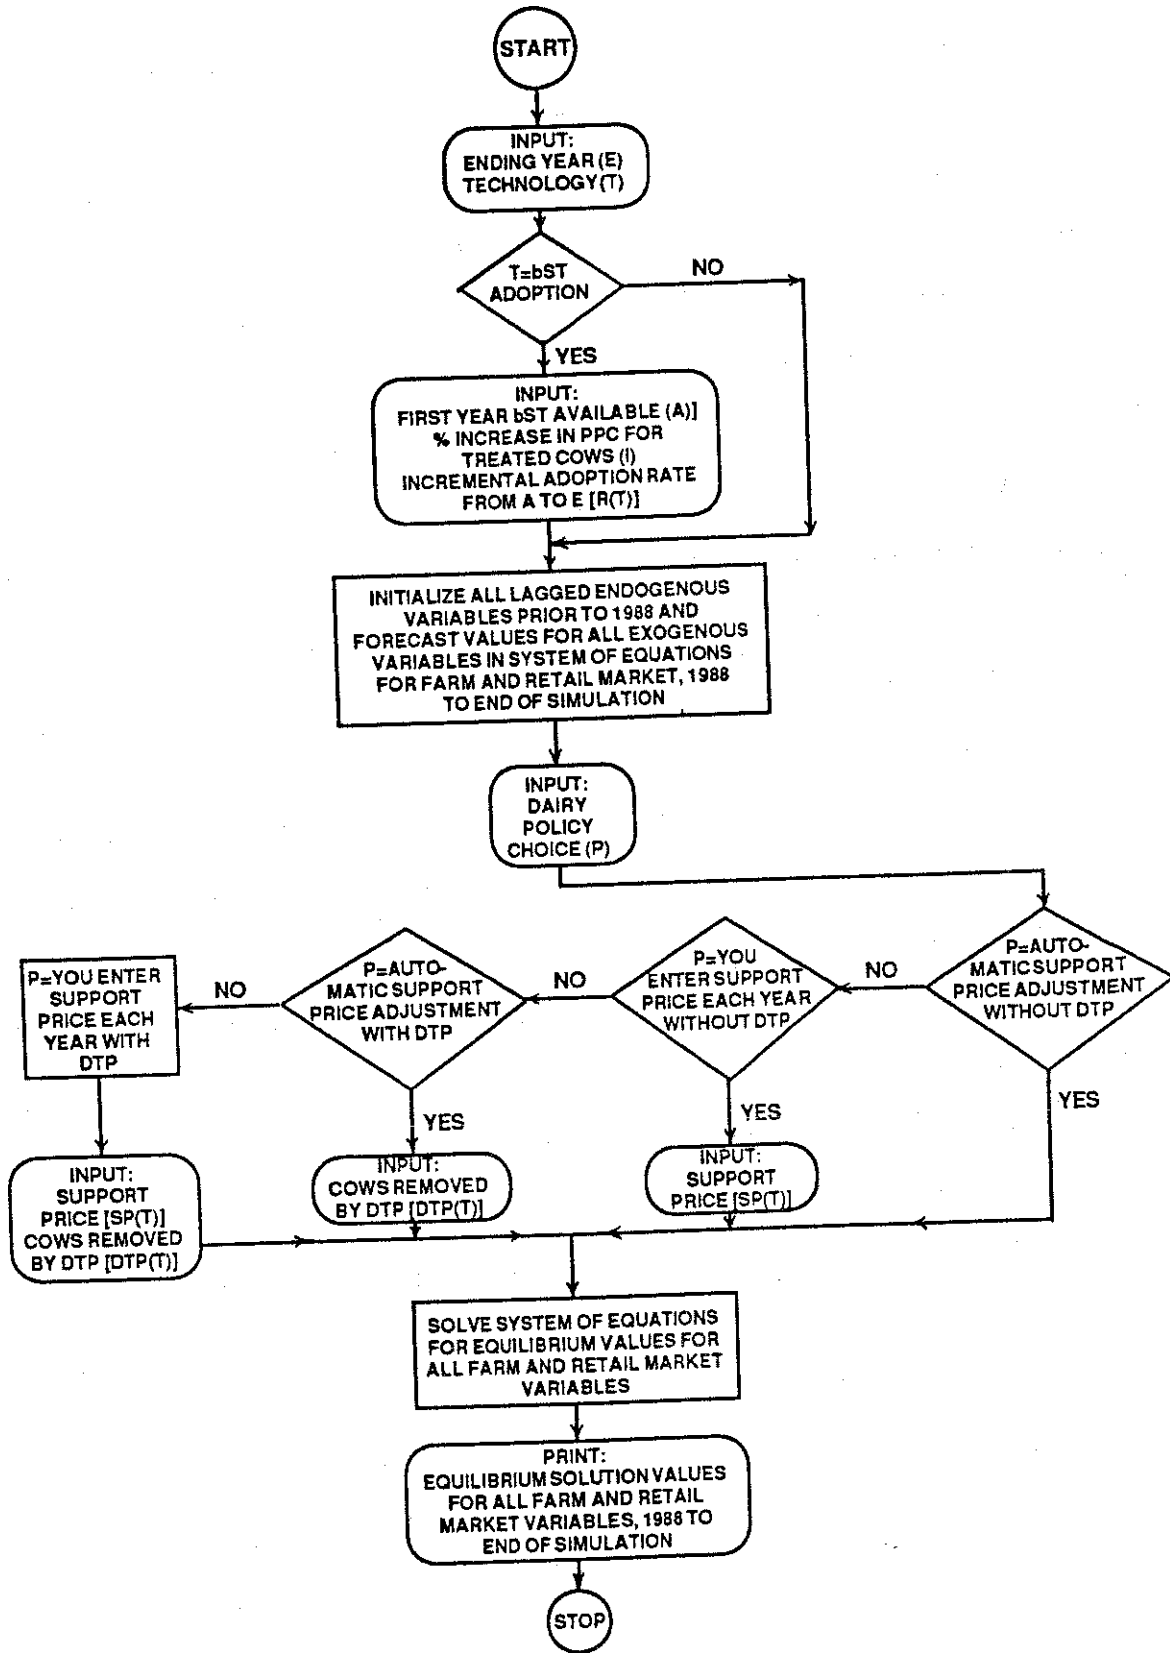 START
INPUT:
ENDING YEAR (E)
TECHNOLOGY (T)
T=bST
ADOPTION
NO
YES
INPUT:
FIRST YEAR bST AVAILABLE (A)]
% INCREASE IN PPC FOR
TREATED COWS (I)
INCREMENTAL ADOPTION RATE
FROM A TO E [R(T)]
INITIALIZE ALL LAGGED ENDOGENOUS
VARIABLES PRIOR TO 1988 AND
FORECAST VALUES FOR ALL EXOGENOUS
VARIABLES IN SYSTEM OF EQUATIONS
FOR FARM AND RETAIL MARKET, 1988
TO END OF SIMULATION
INPUT:
DAIRY
POLICY
CHOICE (P)
P=YOU ENTER
SUPPORT
PRICE EACH
YEAR WITH
DTP
NO
P=AUTO-
MATIC SUPPORT
PRICE ADJUSTMENT
WITH DTP
NO
P=YOU
ENTER SUPPORT
PRICE EACH YEAR
WITHOUT DTP
NO
P=AUTO-
MATIC SUPPORT
PRICE ADJUSTMENT
WITHOUT DTP
YES
YES
YES
INPUT:
SUPPORT
PRICE [SP(T)]
COWS REMOVED
BY DTP [DTP(T)]
INPUT:
COWS REMOVED
BY DTP [DTP(T)]
INPUT:
SUPPORT
PRICE [SP(T)]
SOLVE SYSTEM OF EQUATIONS
FOR EQUILIBRIUM VALUES FOR
ALL FARM AND RETAIL MARKET
VARIABLES
PRINT:
EQUILIBRIUM SOLUTION VALUES
FOR ALL FARM AND RETAIL
MARKET VARIABLES, 1988 TO
END OF SIMULATION
STOP